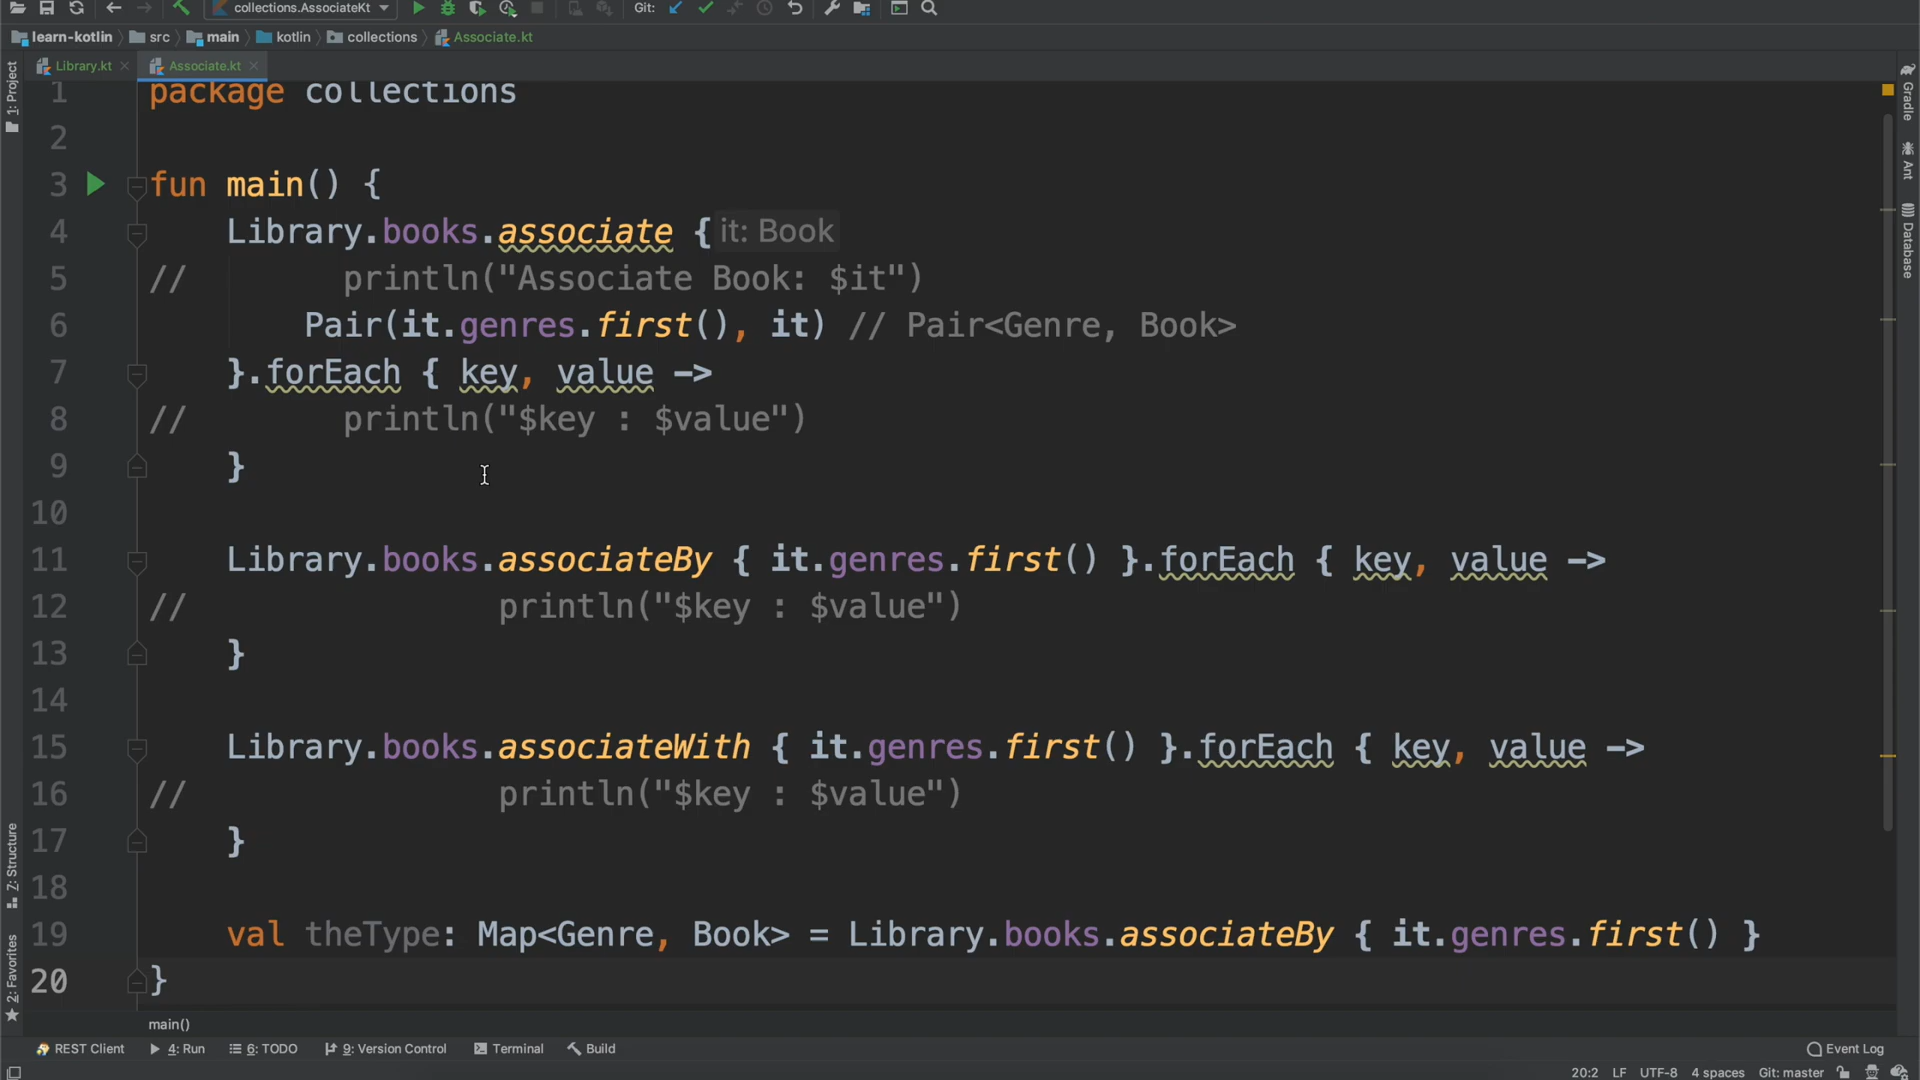 collections.AssociateKt
Git:
learn-kotlin
src
main
kotlin
collections
Associate.kt
Library.kt
Associate.kt
1: Project
1 package collections
2
3 fun main() {
4 Library.books.associate { it: Book
5 // println("Associate Book: $it")
6 Pair(it.genres.first(), it) // Pair<Genre, Book>
7 }.forEach { key, value ->
8 // println("$key : $value")
9 }
10
11 Library.books.associateBy { it.genres.first() }.forEach { key, value ->
12 // println("$key : $value")
13 }
14
15 Library.books.associateWith { it.genres.first() }.forEach { key, value ->
16 // println("$key : $value")
17 }
18
19 val theType: Map<Genre, Book> = Library.books.associateBy { it.genres.first() }
20 }
Gradle
Ant
Database
Z: Structure
2: Favorites
main()
REST Client
4: Run
6: TODO
9: Version Control
Terminal
Build
Event Log
20:2 LF UTF-8 4 spaces Git: master